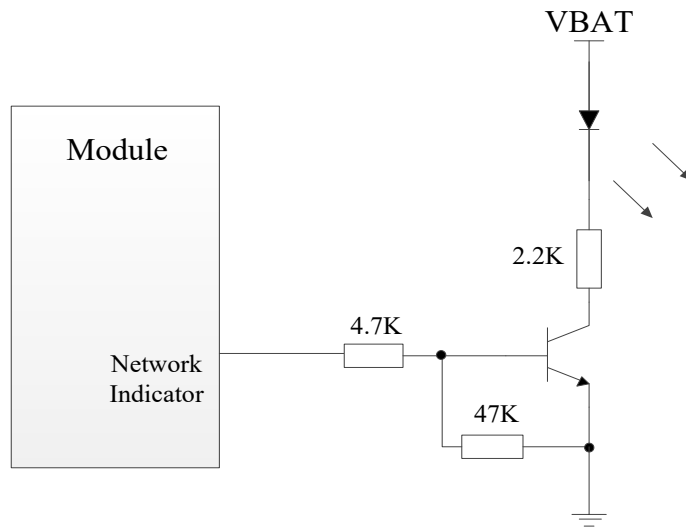 VBAT
Module
2.2K
4.7K
Network
Indicator
47K